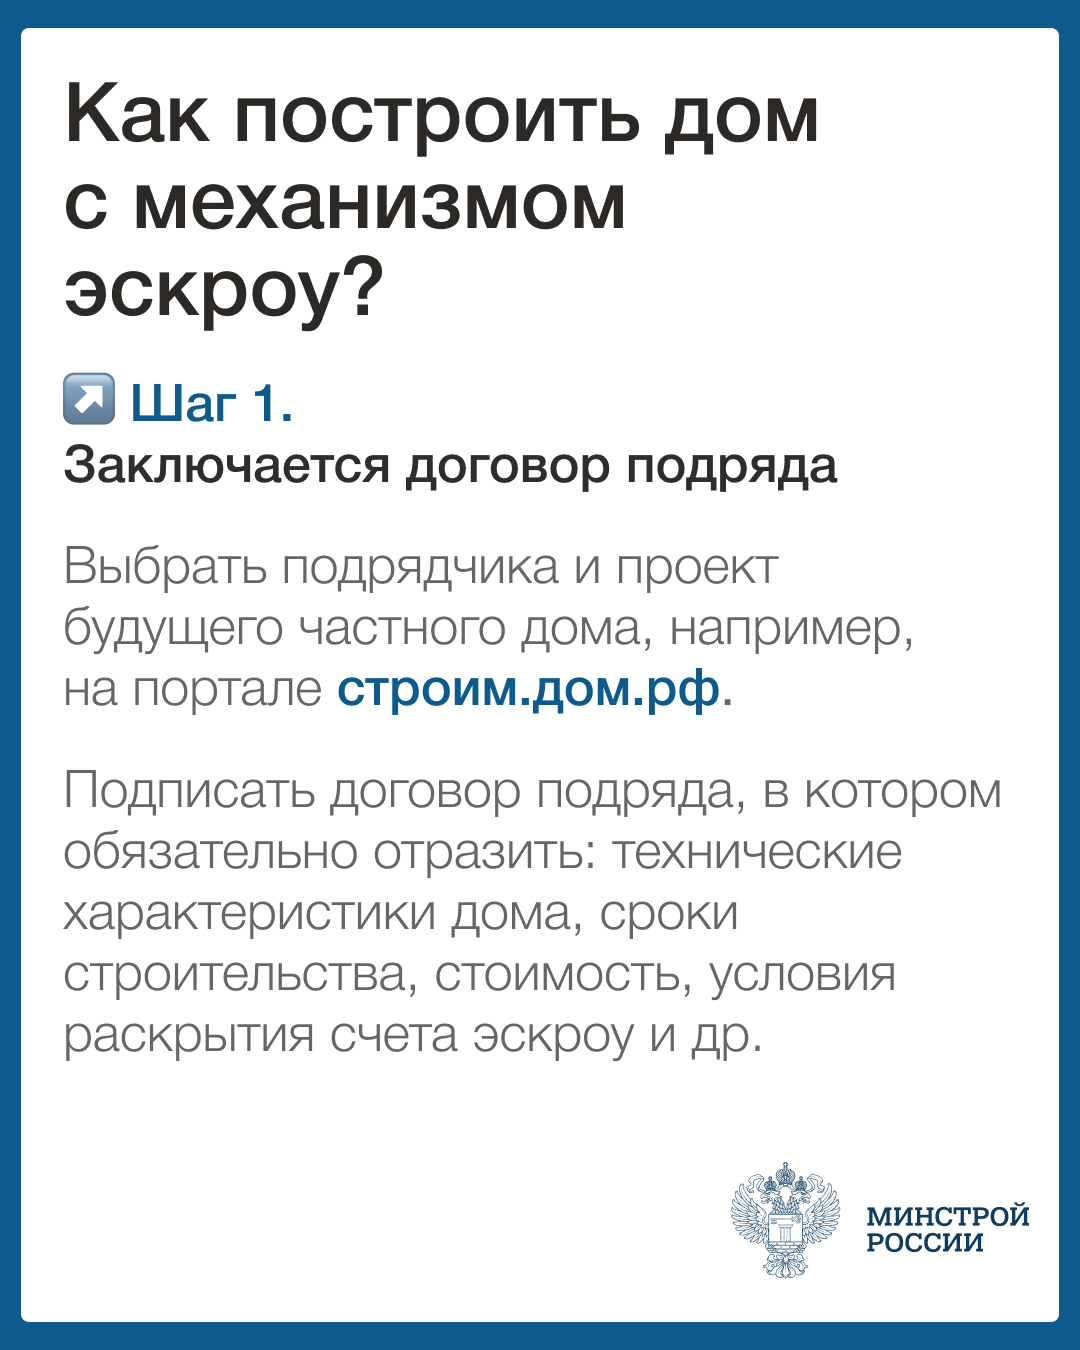 Как построить дом
с механизмом
эскроу?
↗ Шаг 1.
Заключается договор подряда
Выбрать подрядчика и проект
будущего частного дома, например,
на портале строим.дом.рф.
Подписать договор подряда, в котором
обязательно отразить: технические
характеристики дома, сроки
строительства, стоимость, условия
раскрытия счета эскроу и др.
МИНСТРОЙ
РОССИИ